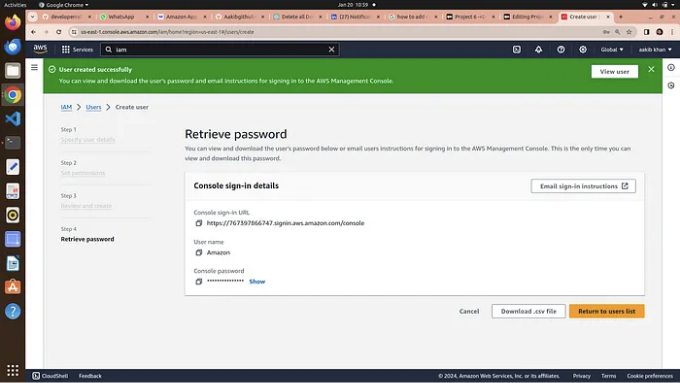 Activities
Google Chrome
Jan 20 10:59
WhatsApp
Amazon App
Delete all D
(27) Notifica
how to add
Project 6
Editing Proje
Create user
us-east-1.console.aws.amazon.com/iam/home?region=us-east-1#/users/create
aws
Services
iam
Global
aakib khan
User created successfully
You can view and download the user's password and email instructions for signing in to the AWS Management Console.
View user
IAM > Users > Create user
Step 1
Specify user details
Step 2
Set permissions
Step 3
Review and create
Step 4
Retrieve password
Retrieve password
You can view and download the user's password below or email users instructions for signing in to the AWS Management Console. This is the only time you can
view and download this password.
Console sign-in details
Email sign-in instructions
Console sign-in URL
https://767397866747.signin.aws.amazon.com/console
User name
Amazon
Console password
*************** Show
Cancel
Download .csv file
Return to users list
CloudShell
Feedback
© 2024, Amazon Web Services, Inc. or its affiliates.
Privacy
Terms
Cookie preferences